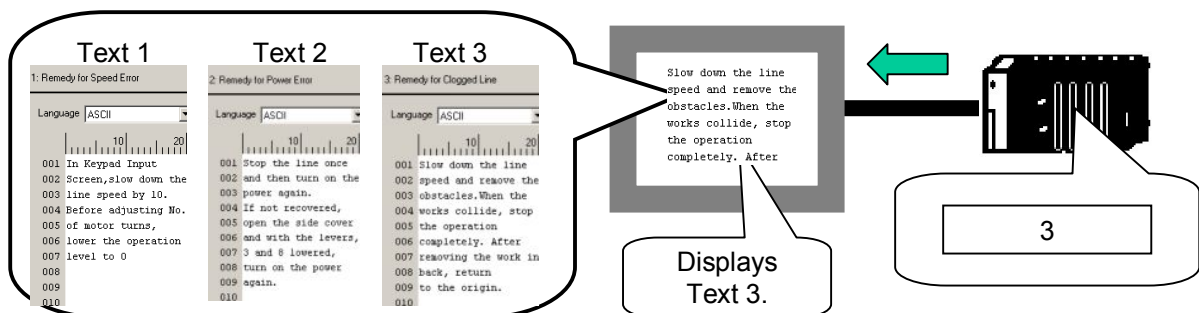 Text 1
1: Remedy for Speed Error
Language ASCII
10 20
001 In Keypad Input
002 Screen,slow down the
003 line speed by 10.
004 Before adjusting No.
005 of motor turns,
006 lower the operation
007 level to 0
008
009
010
Text 2
2: Remedy for Power Error
Language ASCII
10 20
001 Stop the line once
002 and then turn on the
003 power again.
004 If not recovered,
005 open the side cover
006 and with the levers,
007 3 and 8 lowered,
008 turn on the power
009 again.
010
Text 3
3: Remedy for Clogged Line
Language ASCII
10 20
001 Slow down the line
002 speed and remove the
003 obstacles.When the
004 works collide, stop
005 the operation
006 completely. After
007 removing the work in
008 back, return
009 to the origin.
010
Slow down the line
speed and remove the
obstacles.When the
works collide, stop
the operation
completely. After
Displays
Text 3.
3